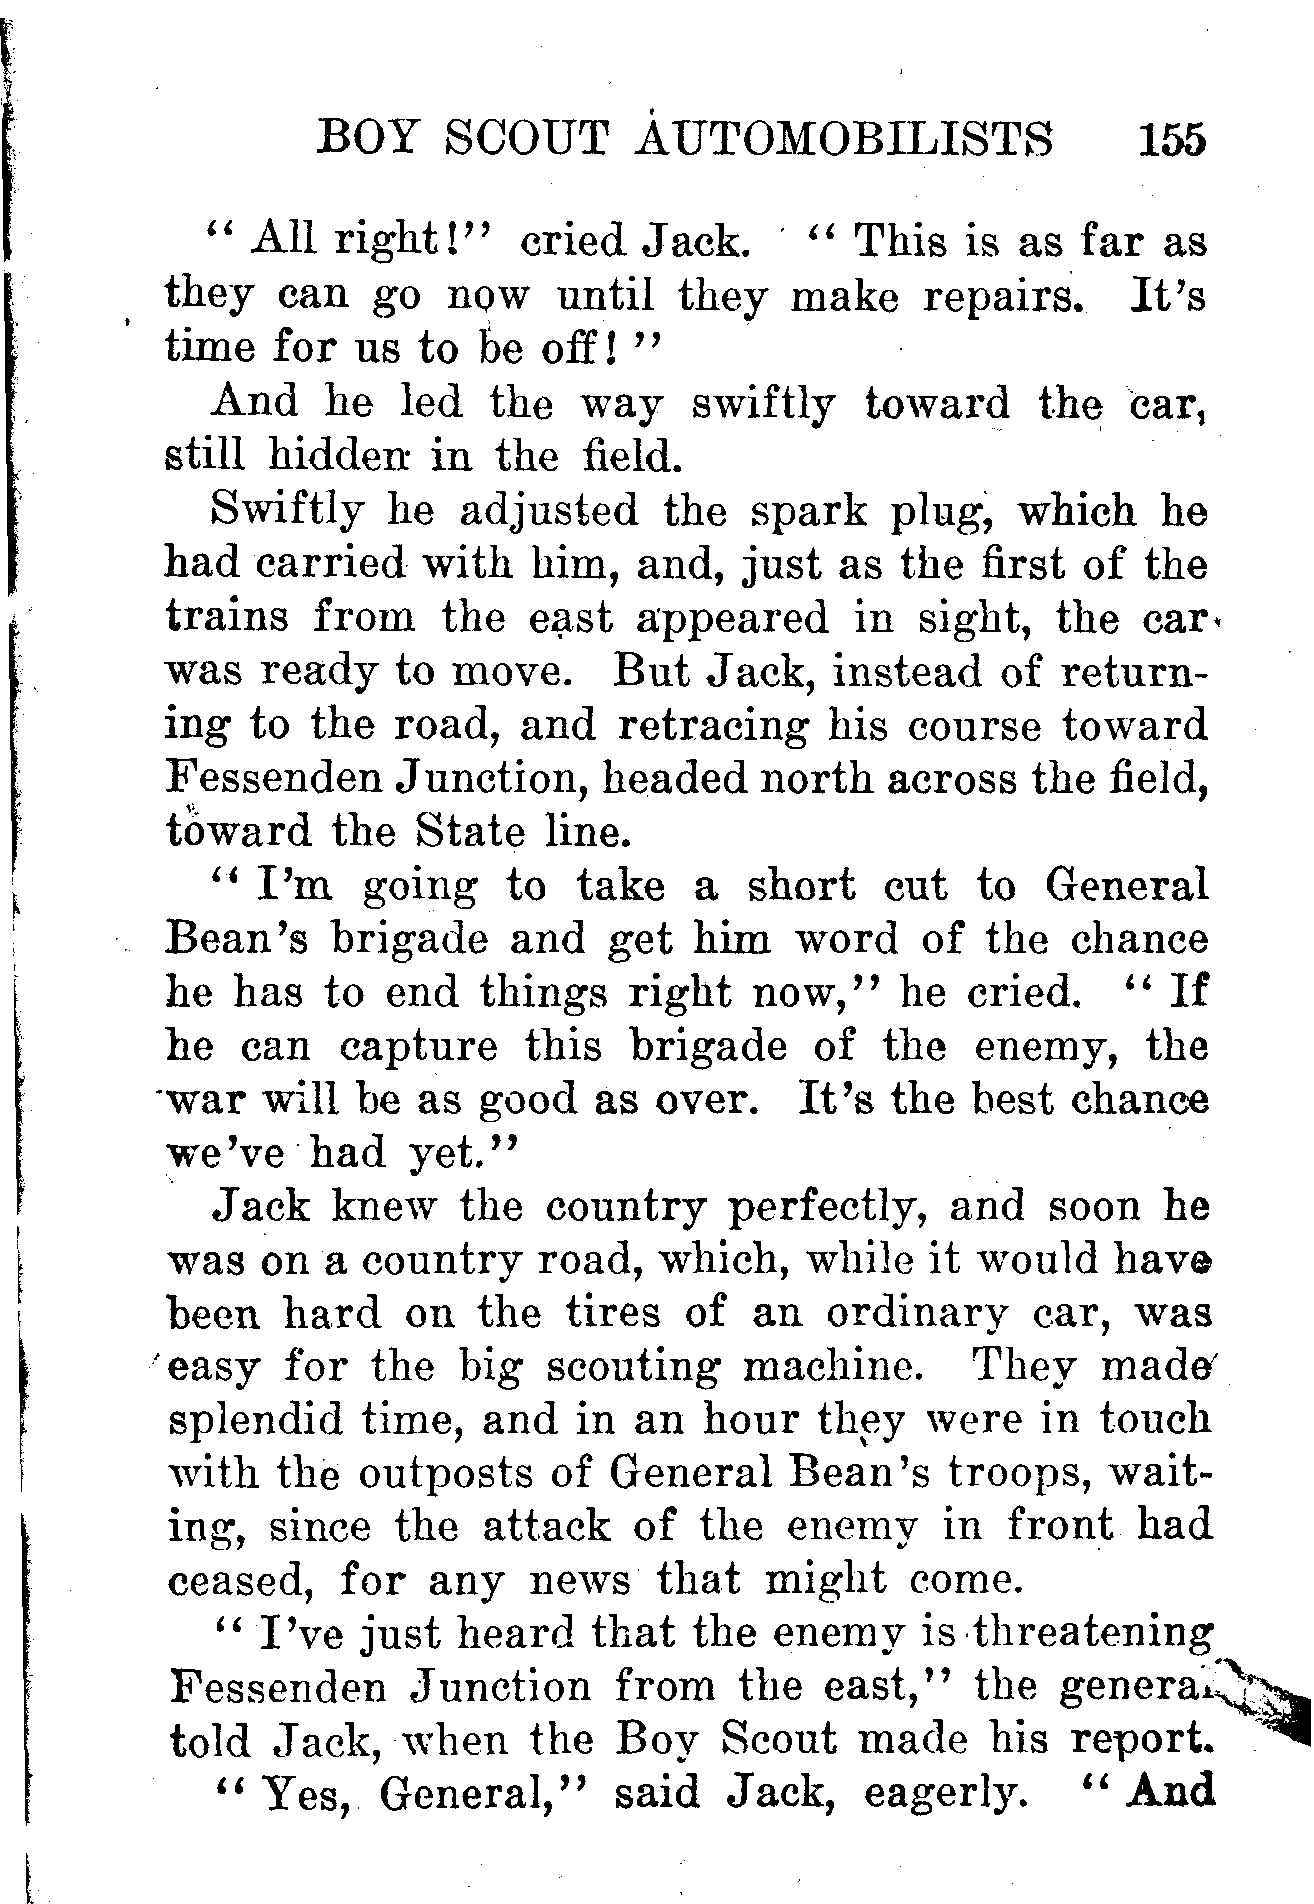 BOY SCOUT AUTOMOBILISTS 155
" All right!" cried Jack. " This is as far as
they can go now until they make repairs. It's
time for us to be off! "
And he led the way swiftly toward the car,
still hidden in the field.
Swiftly he adjusted the spark plug, which he
had carried with him, and, just as the first of the
trains from the east appeared in sight, the car
was ready to move. But Jack, instead of return-
ing to the road, and retracing his course toward
Fessenden Junction, headed north across the field,
toward the State line.
" I'm going to take a short cut to General
Bean's brigade and get him word of the chance
he has to end things right now," he cried. " If
he can capture this brigade of the enemy, the
war will be as good as over. It's the best chance
we've had yet."
Jack knew the country perfectly, and soon he
was on a country road, which, while it would have
been hard on the tires of an ordinary car, was
easy for the big scouting machine. They made
splendid time, and in an hour they were in touch
with the outposts of General Bean's troops, wait-
ing, since the attack of the enemy in front had
ceased, for any news that might come.
" I've just heard that the enemy is threatening
Fessenden Junction from the east," the general
told Jack, when the Boy Scout made his report.
" Yes, General," said Jack, eagerly. " And